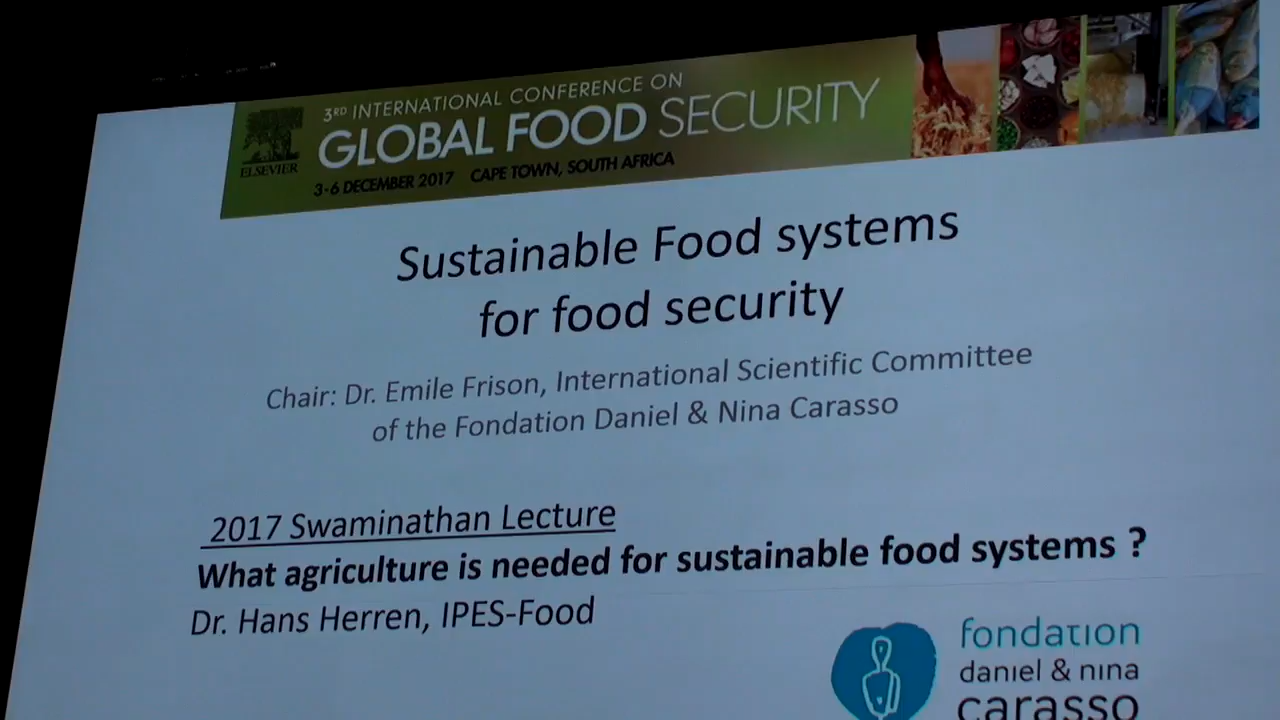 3RD INTERNATIONAL CONFERENCE ON
GLOBAL FOOD SECURITY
ELSEVIER
3-6 DECEMBER 2017 CAPE TOWN, SOUTH AFRICA
Sustainable Food systems
for food security
Chair: Dr. Emile Frison, International Scientific Committee
of the Fondation Daniel & Nina Carasso
2017 Swaminathan Lecture
What agriculture is needed for sustainable food systems ?
Dr. Hans Herren, IPES-Food
fondation
daniel & nina
carasso